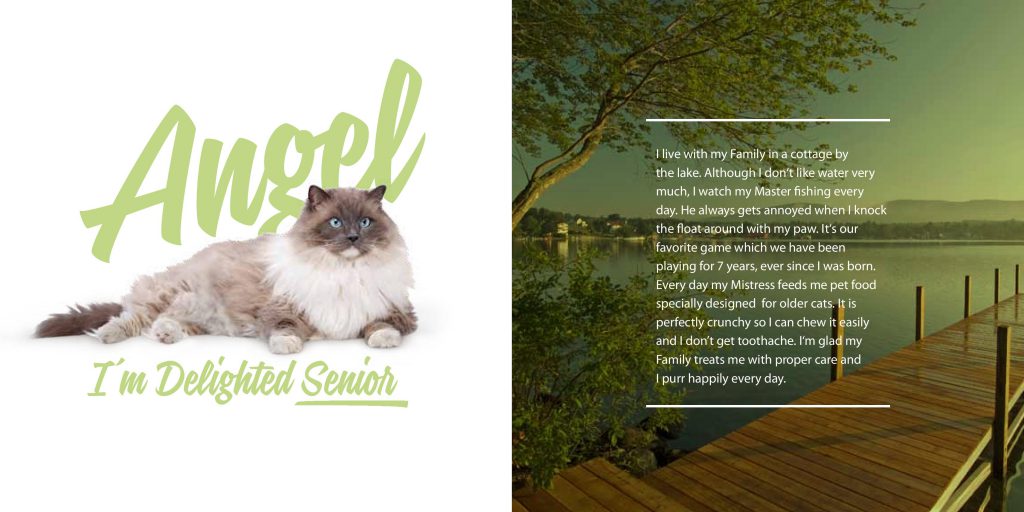 Angel
I´m Delighted Senior
I live with my Family in a cottage by
the lake. Although I don't like water very
much, I watch my Master fishing every
day. He always gets annoyed when I knock
the float around with my paw. It's our
favorite game which we have been
playing for 7 years, ever since I was born.
Every day my Mistress feeds me pet food
specially designed  for older cats. It is
perfectly crunchy so I can chew it easily
and I don't get toothache. I'm glad my
Family treats me with proper care and
I purr happily every day.